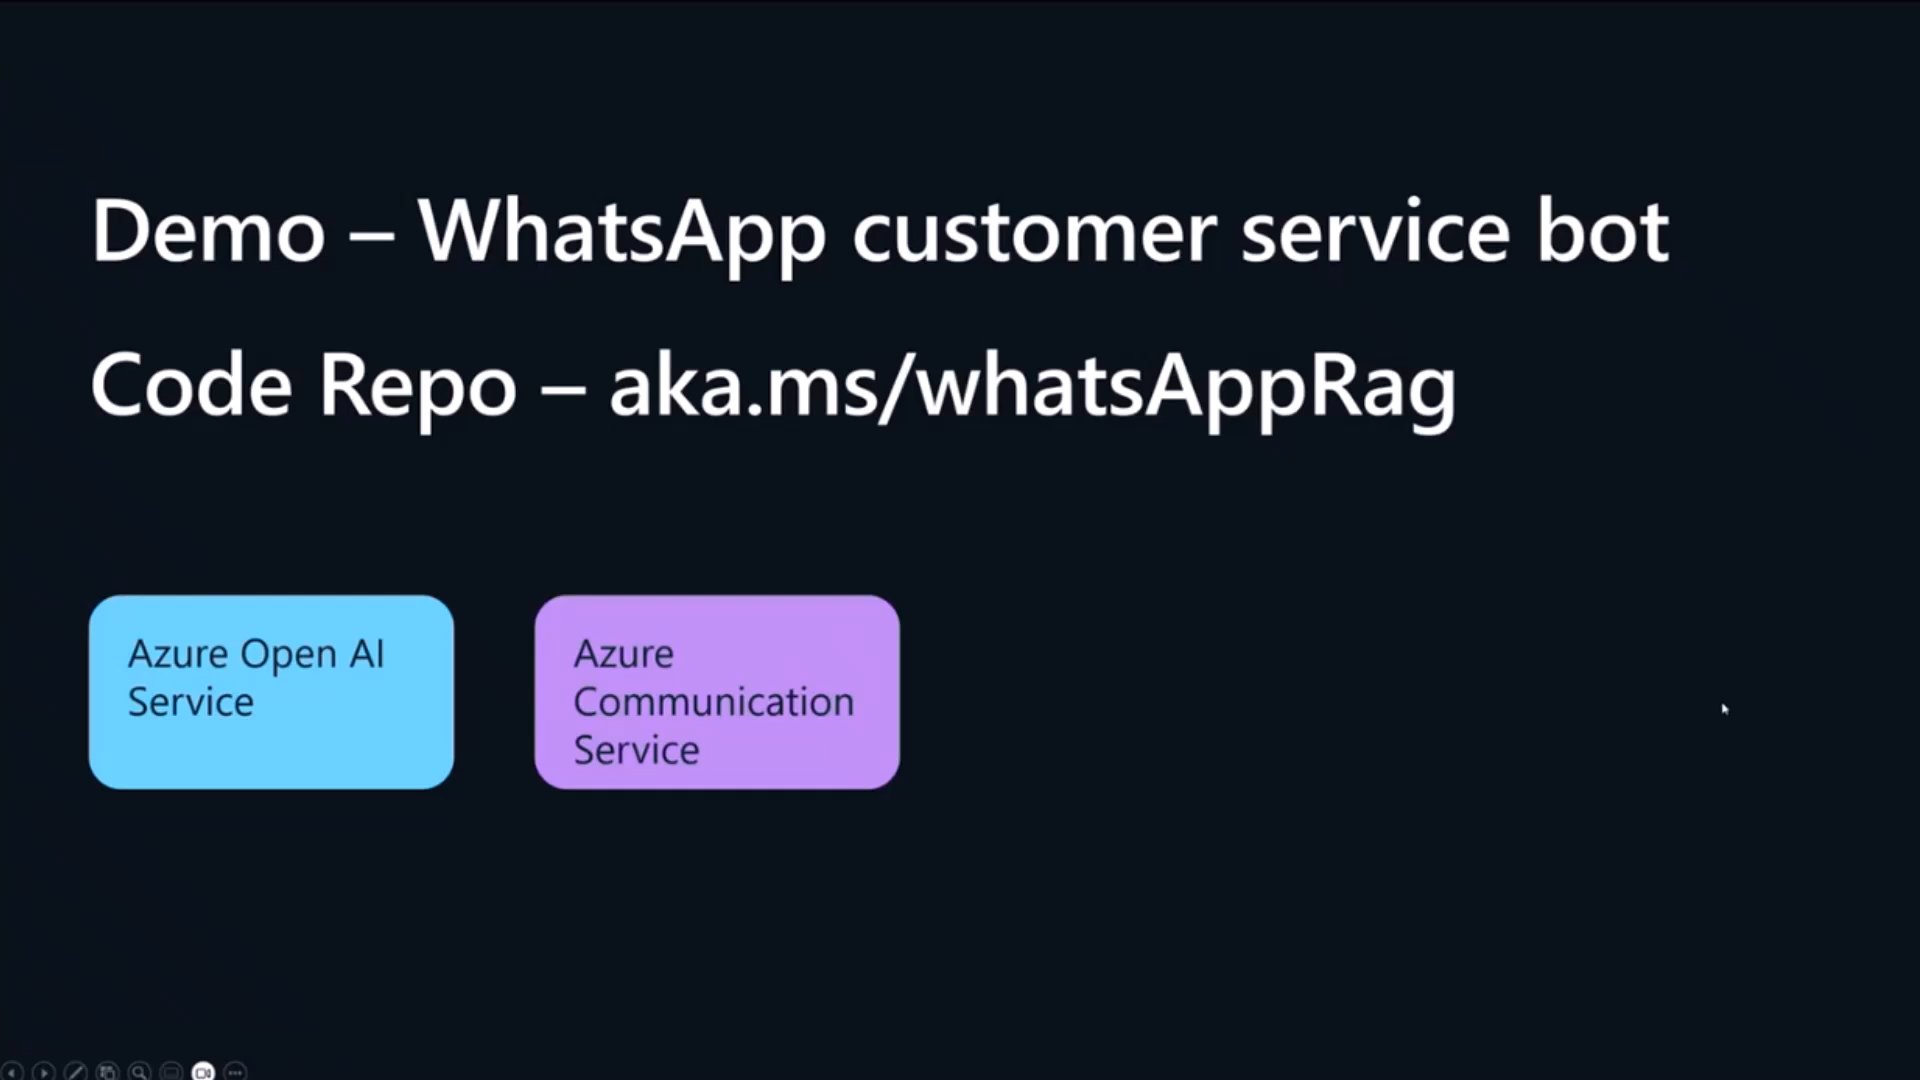 Demo – WhatsApp customer service bot
Code Repo – aka.ms/whatsAppRag
Azure Open AI
Service
Azure
Communication
Service